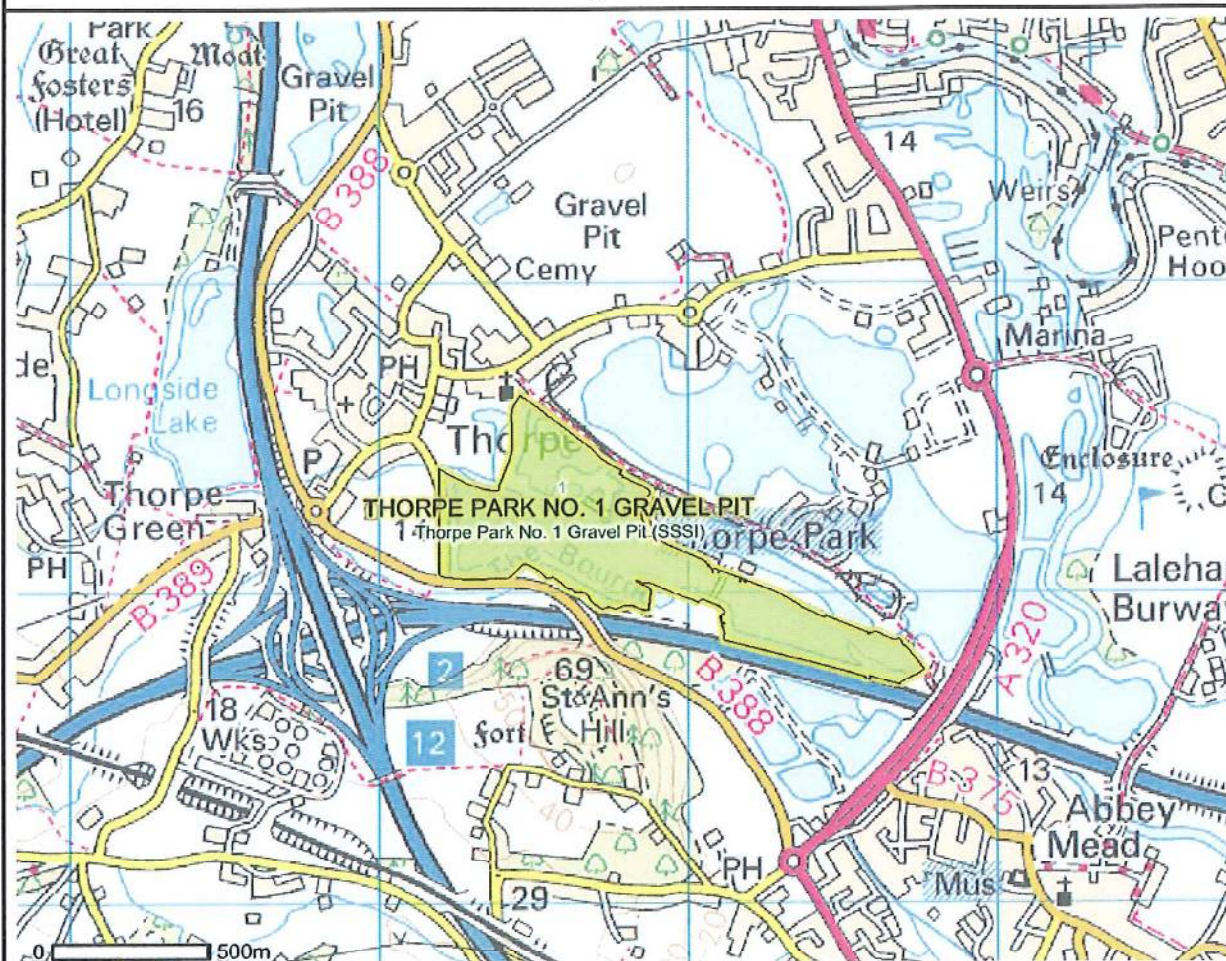 Park
Great
Fosters
(Hotel)
Moat
16
Gravel
Pit
B 388
Gravel
Pit
Cemy
14
Weirs
Marina
PH
Longside
Lake
Thorpe
P
Thorpe
Green
PH
B 389
THORPE PARK NO. 1 GRAVEL PIT
Thorpe Park No. 1 Gravel Pit (SSSI)
1
Thorpe Park
The Bourne
Enclosure
14
A 320
2
69
St Ann's
Hill
Fort
B 388
12
18
Wks
50
40
20
13
B 375
Abbey
Mead
PH
Mus
29
0
500m